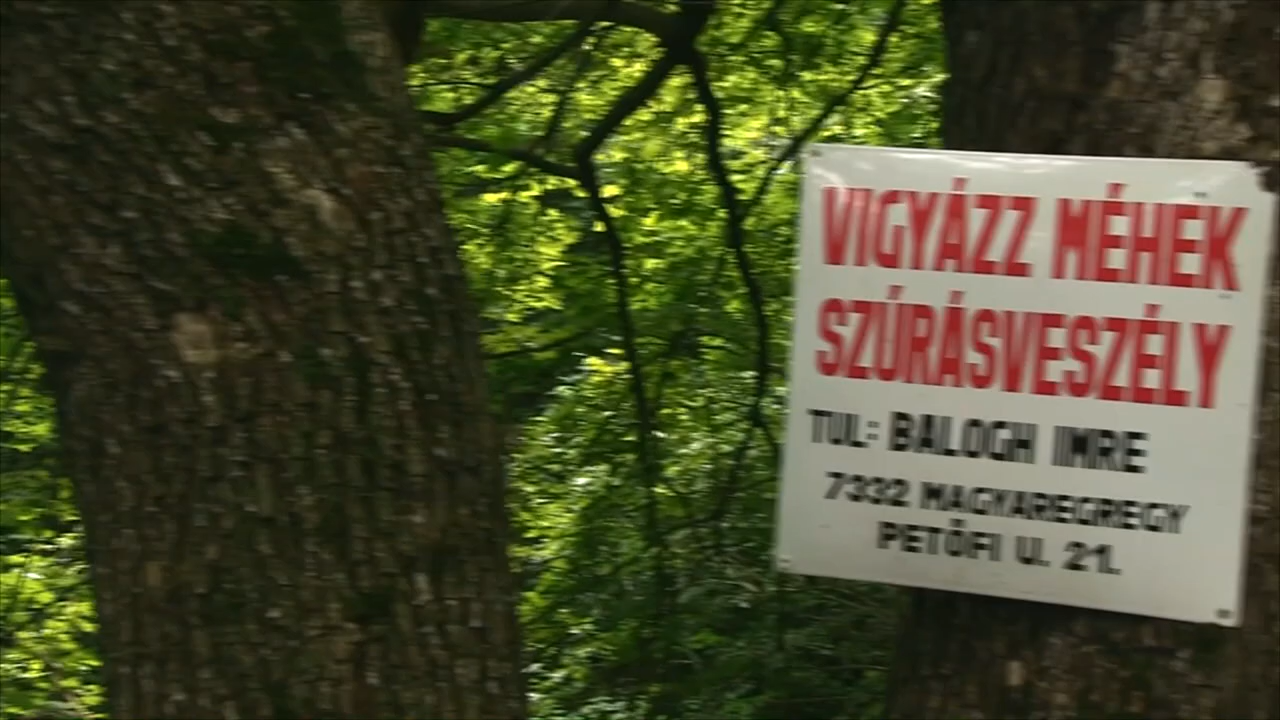 VIGYÁZZ MÉHEK
SZÚRÁSVESZÉLY
TUL: BALOGH IMRE
7332 MAGYAREGREGY
PETŐFI U. 21.